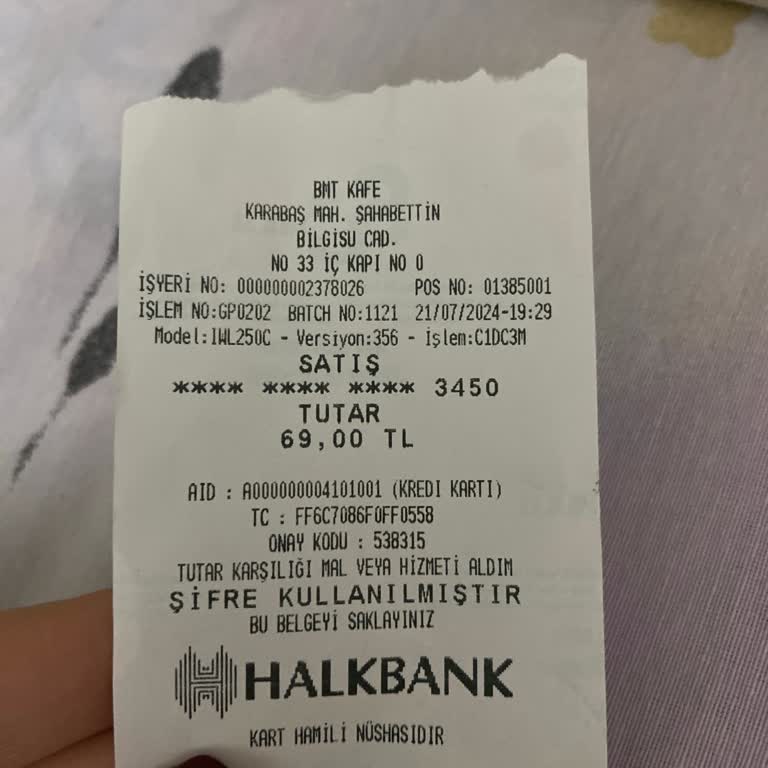 BMT KAFE
KARABAŞ MAH. ŞAHABETTİN
BİLGİSU CAD.
NO 33 İÇ KAPI NO 0
İŞYERİ NO: 000000002378026 POS NO: 01385001
İŞLEM NO:GP0202 BATCH NO:1121 21/07/2024-19:29
Model:IWL250C - Versiyon:356 - İşlem:C1DC3M
SATIŞ
**** **** **** 3450
TUTAR
69,00 TL
AID : A0000000041010​01 (KREDI KARTI)
TC : FF6C7086F0FF0558
ONAY KODU : 538315
TUTAR KARŞILIĞI MAL VEYA HİZMETİ ALDIM
ŞİFRE KULLANILMIŞTIR
BU BELGEYİ SAKLAYINIZ
HALKBANK
KART HAMİLİ NÜSHASIDIR